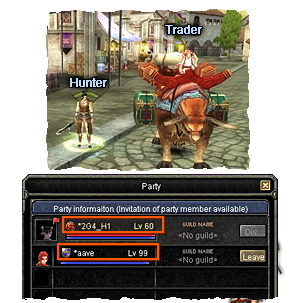 Trader
Hunter
Party
Party informaiton (Invitation of party member available)
*2G4_H1 Lv 60 GUILD NAME
<No guild> Dis...
*aave Lv 99 GUILD NAME
<No guild> Leave